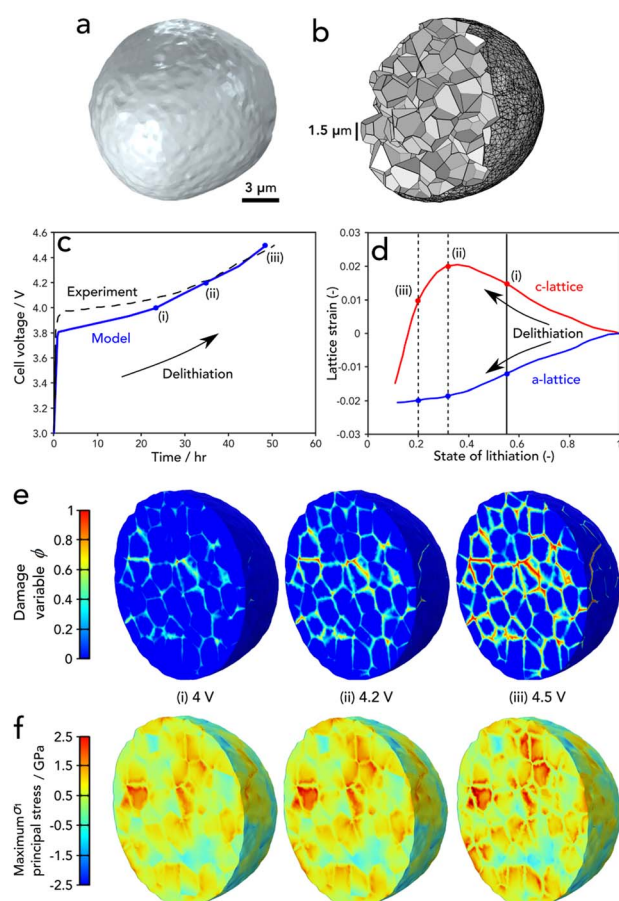 a
3 μm
b
1.5 μm
c
Cell voltage / V
4.6
4.4
4.2
4.0
3.8
3.6
3.4
3.2
3.0
Experiment
Model
(i)
(ii)
(iii)
Delithiation
0
10
20
30
40
50
60
Time / hr
d
Lattice strain (-)
0.03
0.02
0.01
0
-0.01
-0.02
-0.03
(iii)
(ii)
(i)
c-lattice
Delithiation
a-lattice
0
0.2
0.4
0.6
0.8
1
State of lithiation (-)
e
Damage
variable ϕ
1
0.8
0.6
0.4
0.2
0
(i) 4 V
(ii) 4.2 V
(iii) 4.5 V
f
Maximum σ
principal stress / GPa
2.5
1.5
0.5
-0.5
-1.5
-2.5